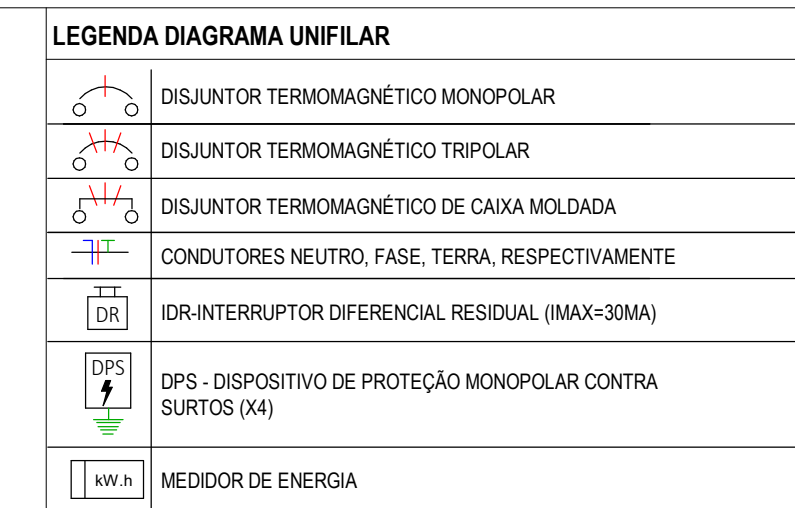 LEGENDA DIAGRAMA UNIFILAR
DISJUNTOR TERMOMAGNÉTICO MONOPOLAR
DISJUNTOR TERMOMAGNÉTICO TRIPOLAR
DISJUNTOR TERMOMAGNÉTICO DE CAIXA MOLDADA
CONDUTORES NEUTRO, FASE, TERRA, RESPECTIVAMENTE
DR
IDR-INTERRUPTOR DIFERENCIAL RESIDUAL (IMAX=30MA)
DPS
DPS - DISPOSITIVO DE PROTEÇÃO MONOPOLAR CONTRA
SURTOS (X4)
kW.h
MEDIDOR DE ENERGIA